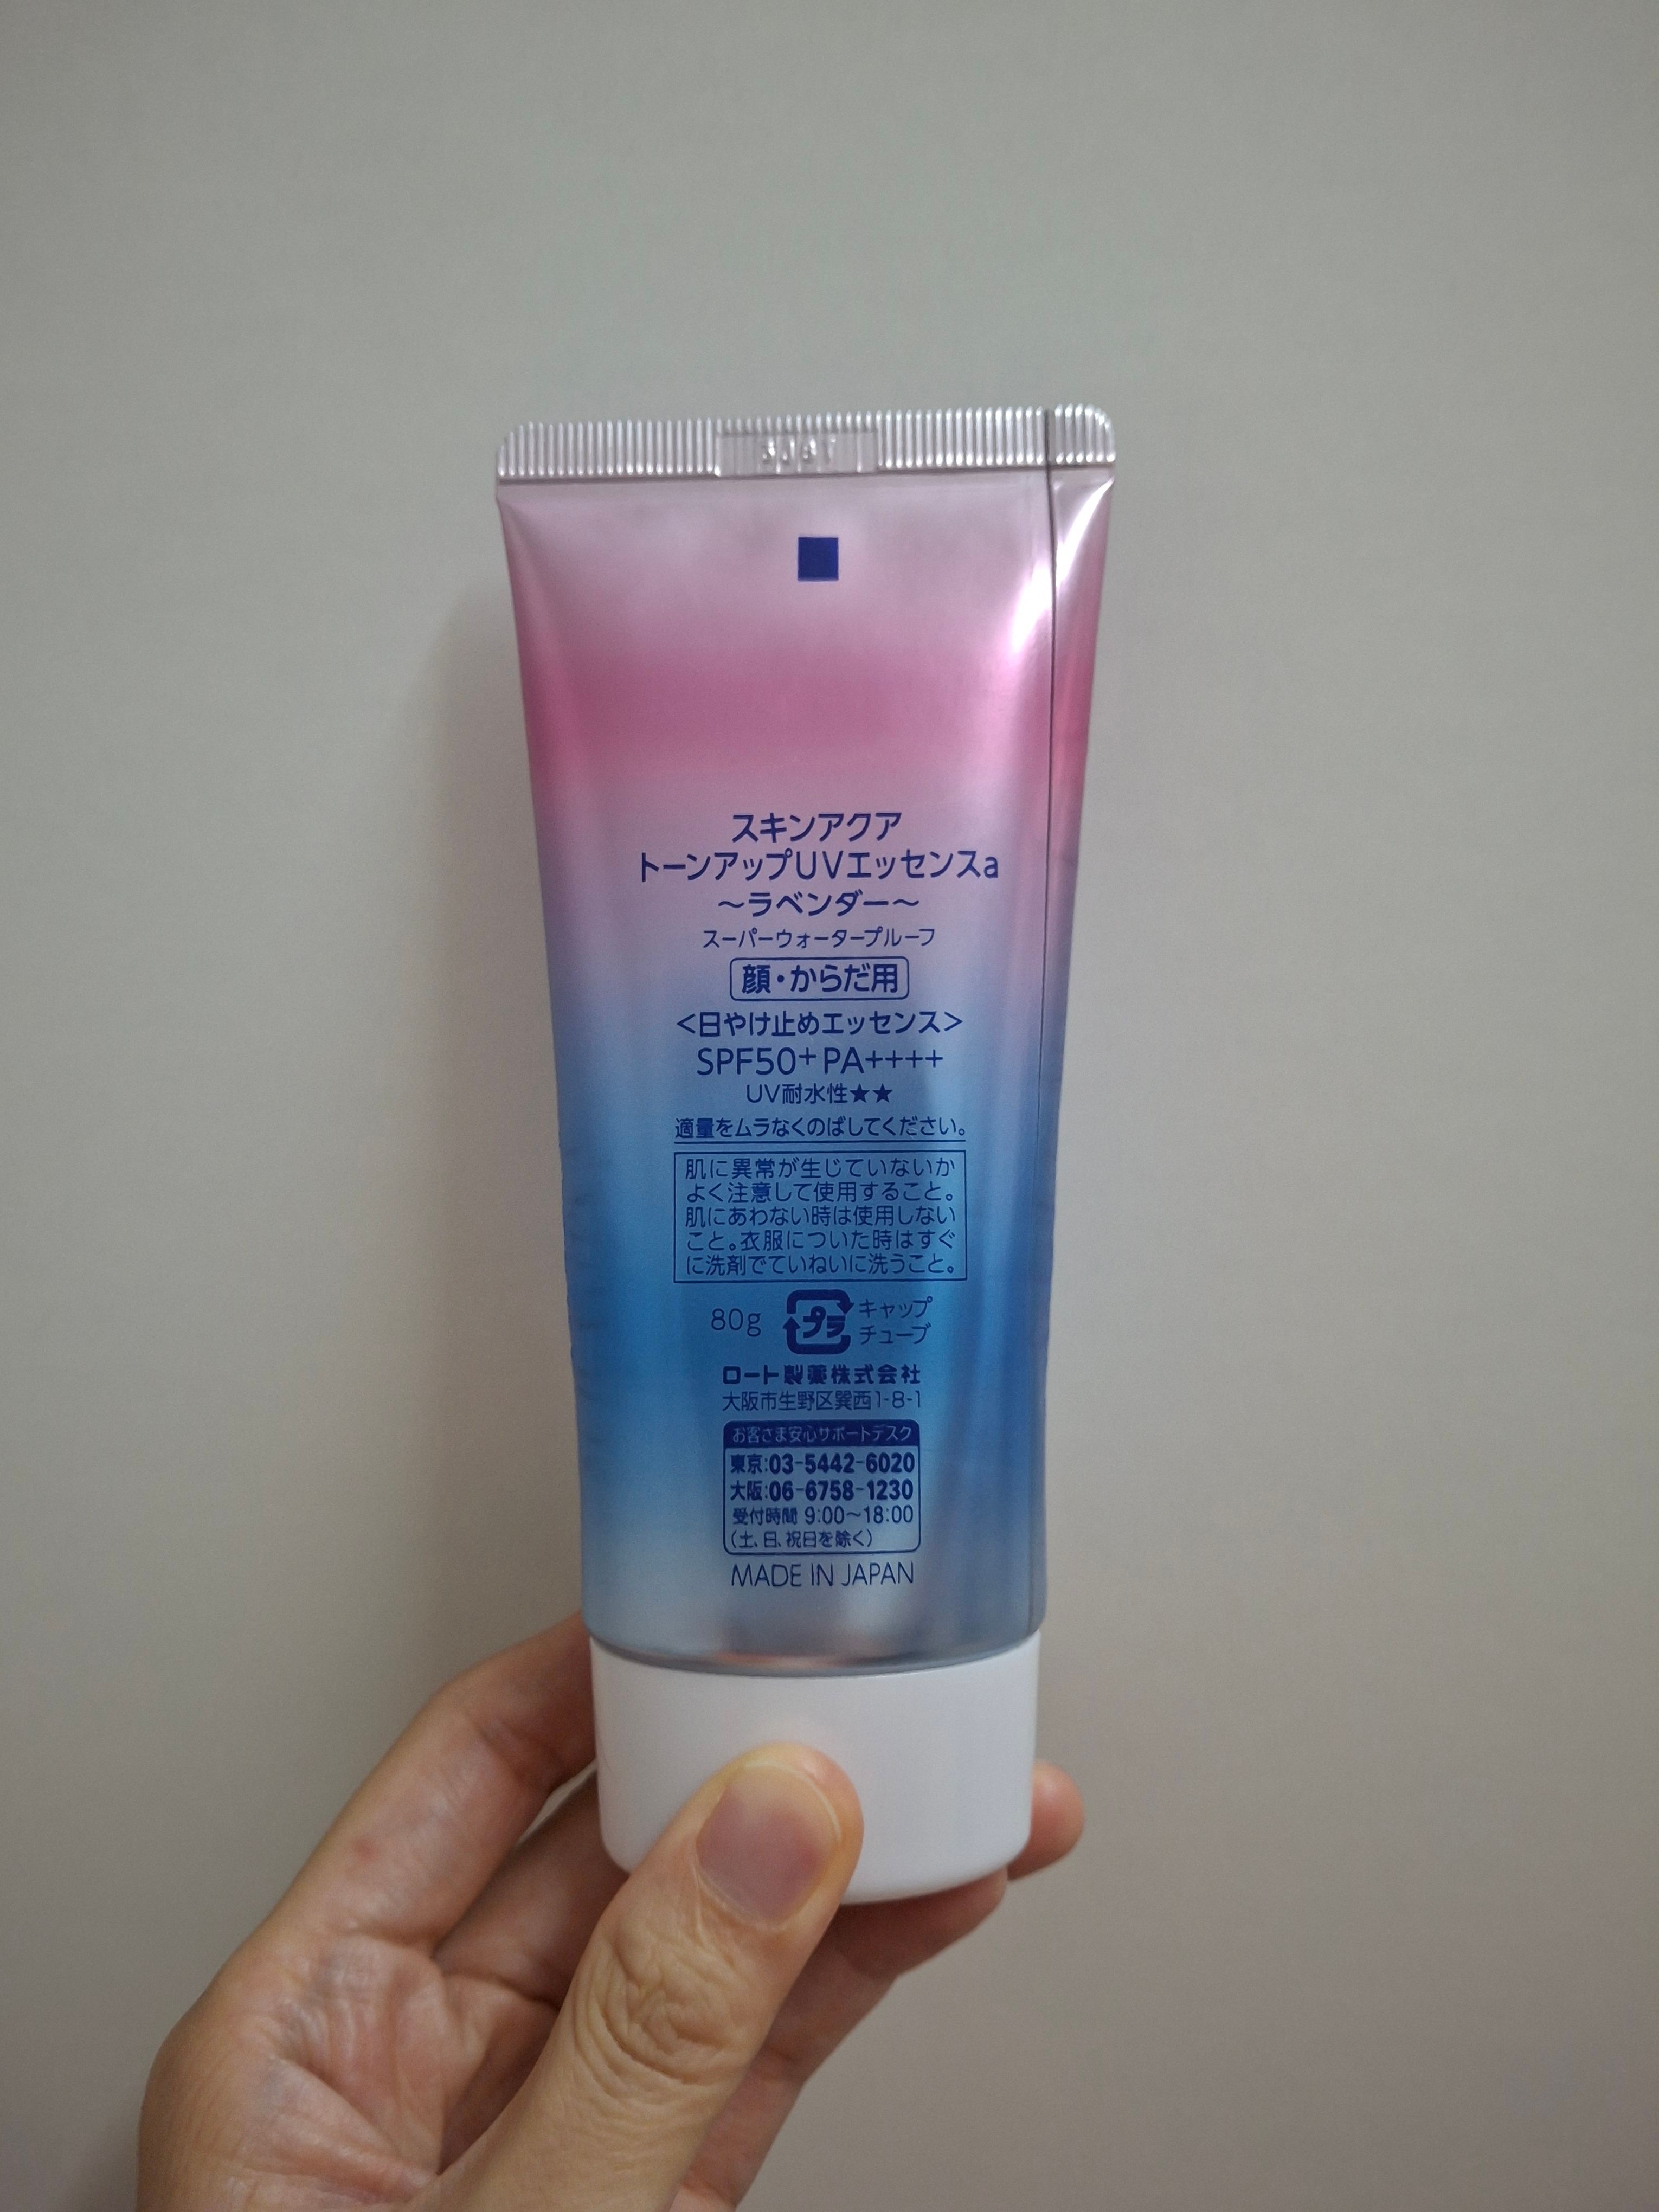 スキンアクア
トーンアップUVエッセンスa
～ラベンダー～
スーパーウォータープルーフ
顔・からだ用
<日やけ止めエッセンス>
SPF50+ PA++++
UV耐水性★★
適量をムラなくのばしてください。
肌に異常が生じていないか
よく注意して使用すること。
肌にあわない時は使用しない
こと。衣服についた時はすぐ
に洗剤でていねいに洗うこと。
80g プラ キャップ
チューブ
ロート製薬株式会社
大阪市生野区巽西1-8-1
お客さま安心サポートデスク
東京:03-5442-6020
大阪:06-6758-1230
受付時間 9:00～18:00
(土、日、祝日を除く)
MADE IN JAPAN